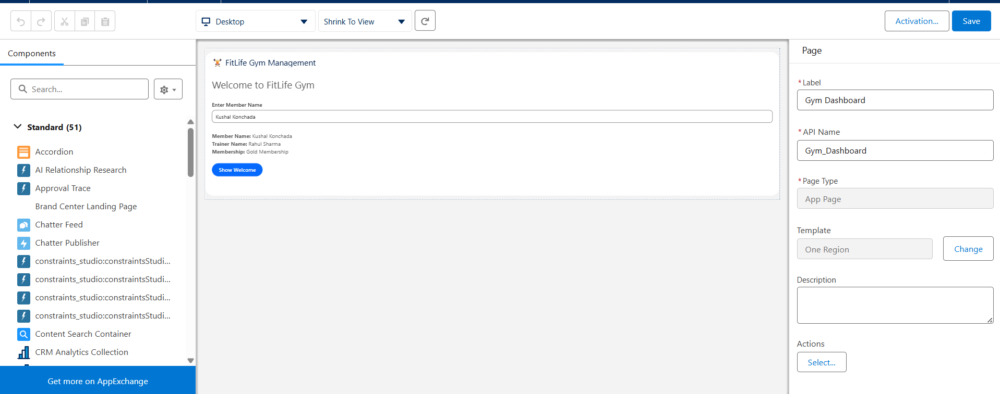 Desktop
Shrink To View
Activation...
Save
Components
Search...
Standard (51)
Accordion
AI Relationship Research
Approval Trace
Brand Center Landing Page
Chatter Feed
Chatter Publisher
constraints_studio:constraintsStudi...
constraints_studio:constraintsStudi...
constraints_studio:constraintsStudi...
constraints_studio:constraintsStudi...
Content Search Container
CRM Analytics Collection
Get more on AppExchange
FitLife Gym Management
Welcome to FitLife Gym
Enter Member Name
Kushal Konchada
Member Name: Kushal Konchada
Trainer Name: Rahul Sharma
Membership: Gold Membership
Show Welcome
Page
*Label
Gym Dashboard
*API Name
Gym_Dashboard
*Page Type
App Page
Template
One Region
Change
Description
Actions
Select...